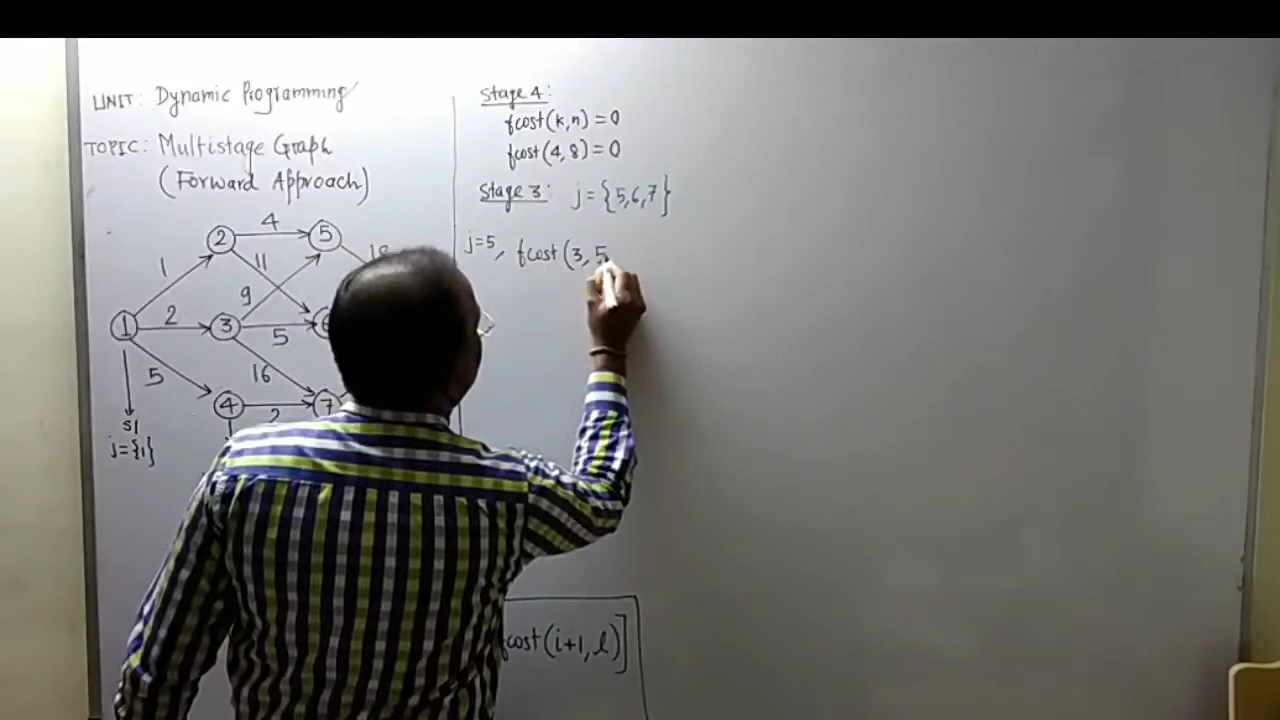 UNIT: Dynamic Programming
TOPIC: Multistage Graph
(Forward Approach)
1
2
3
4
5
7
1
2
5
4
11
9
5
16
2
S1
j={1}
Stage 4:
fcost(k,n)=0
fcost(4,8)=0
Stage 3: j={5,6,7}
j=5, fcost(3,5
fcost(i+1,l)]